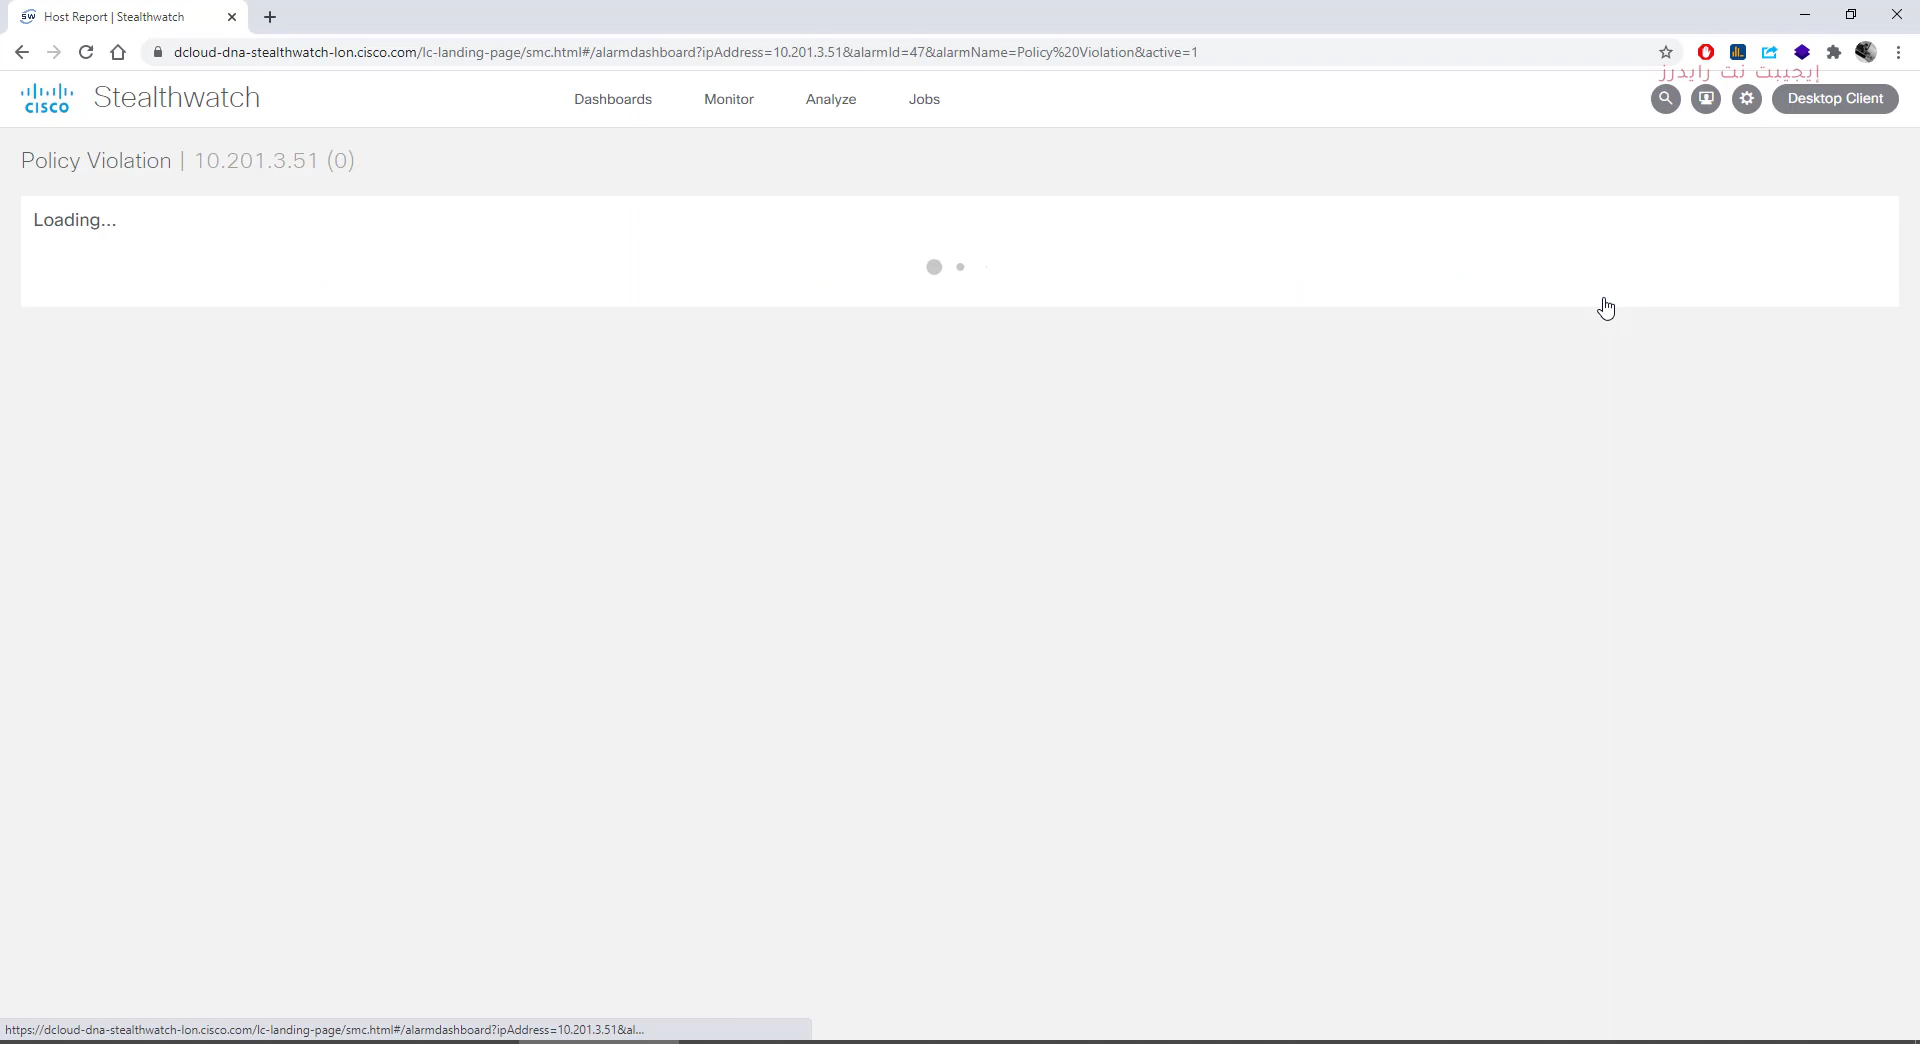 Host Report | Stealthwatch
dcloud-dna-stealthwatch-lon.cisco.com/lc-landing-page/smc.html#/alarmdashboard?ipAddress=10.201.3.51&alarmId=47&alarmName=Policy%20Violation&active=1
إيجيبت نت رايدرز
CISCO Stealthwatch Dashboards Monitor Analyze Jobs Desktop Client
Policy Violation | 10.201.3.51 (0)
Loading...
https://dcloud-dna-stealthwatch-lon.cisco.com/lc-landing-page/smc.html#/alarmdashboard?ipAddress=10.201.3.51&al...